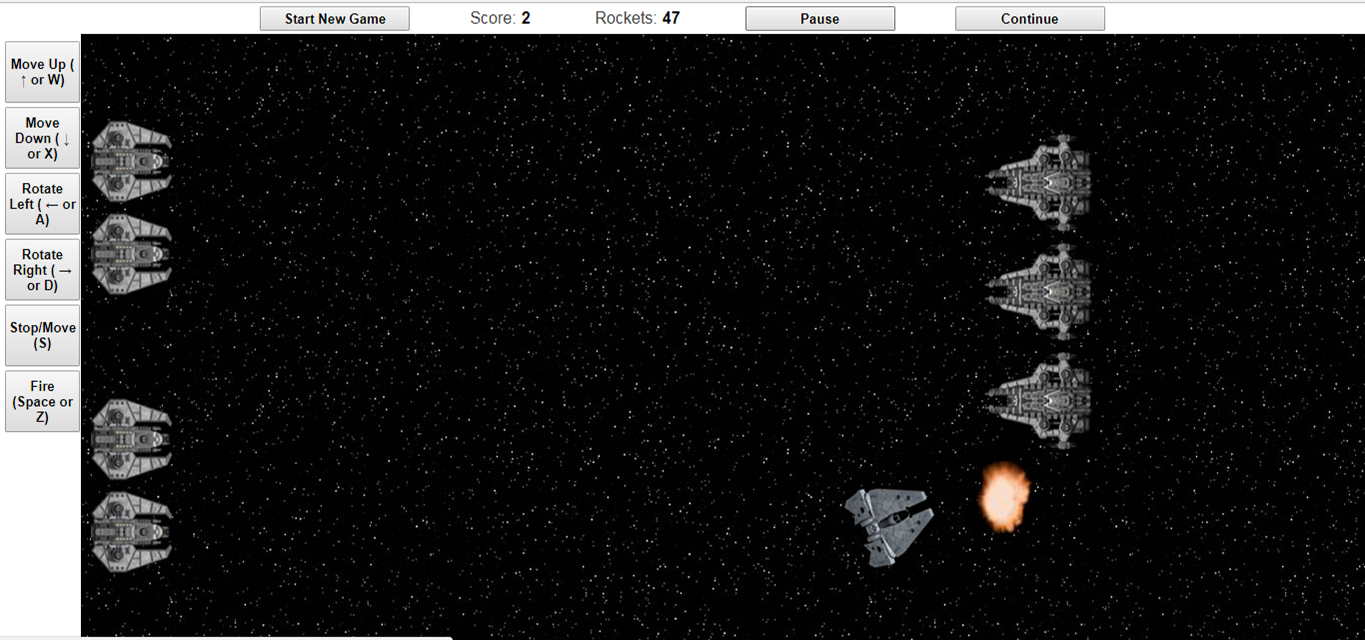 Start New Game
Score: 2
Rockets: 47
Pause
Continue
Move Up (
↑ or W)
Move
Down ( ↓
or X)
Rotate
Left ( ← or
A)
Rotate
Right ( →
or D)
Stop/Move
(S)
Fire
(Space or
Z)